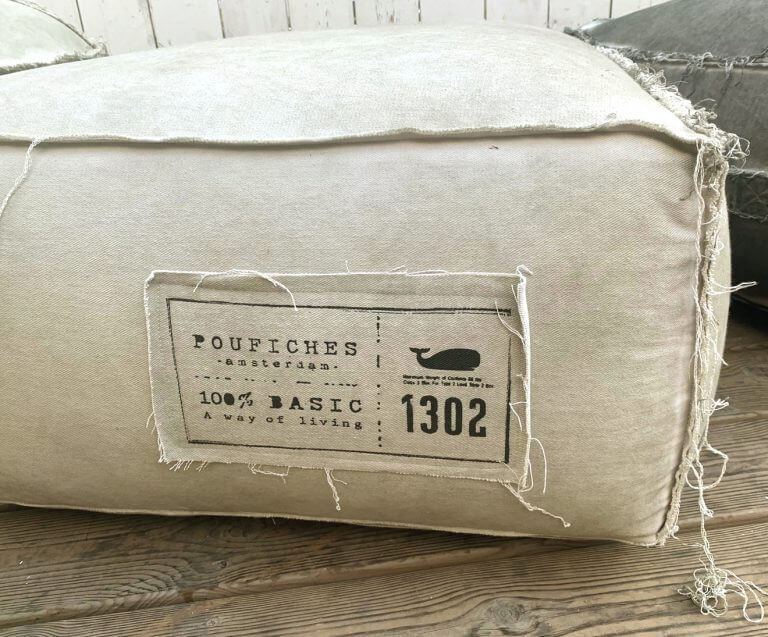 POUFICHES
-amsterdam-
100% BASIC
A way of living
1302